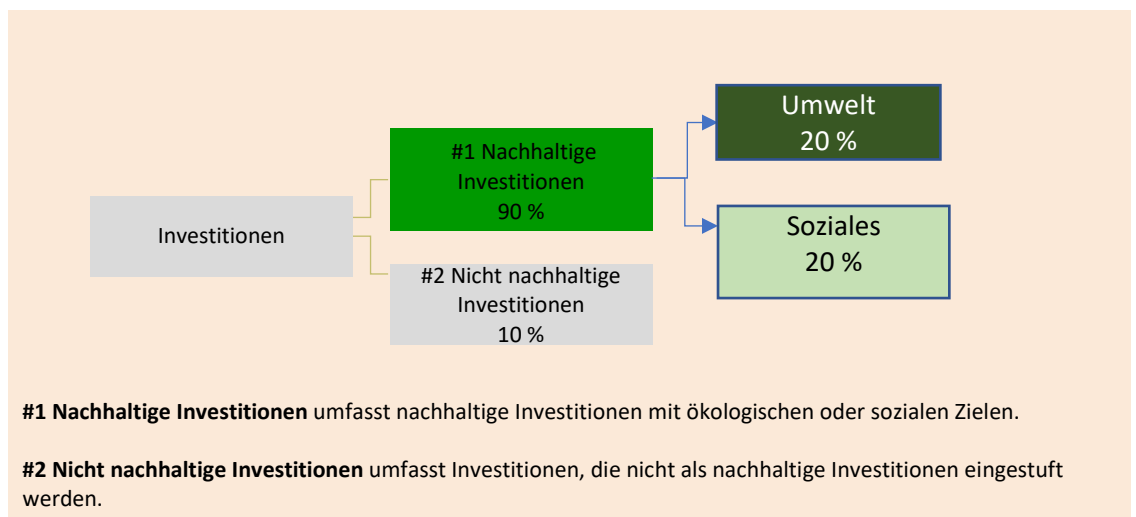 Investitionen
#1 Nachhaltige
Investitionen
90 %
#2 Nicht nachhaltige
Investitionen
10 %
Umwelt
20 %
Soziales
20 %
#1 Nachhaltige Investitionen umfasst nachhaltige Investitionen mit ökologischen oder sozialen Zielen.
#2 Nicht nachhaltige Investitionen umfasst Investitionen, die nicht als nachhaltige Investitionen eingestuft
werden.